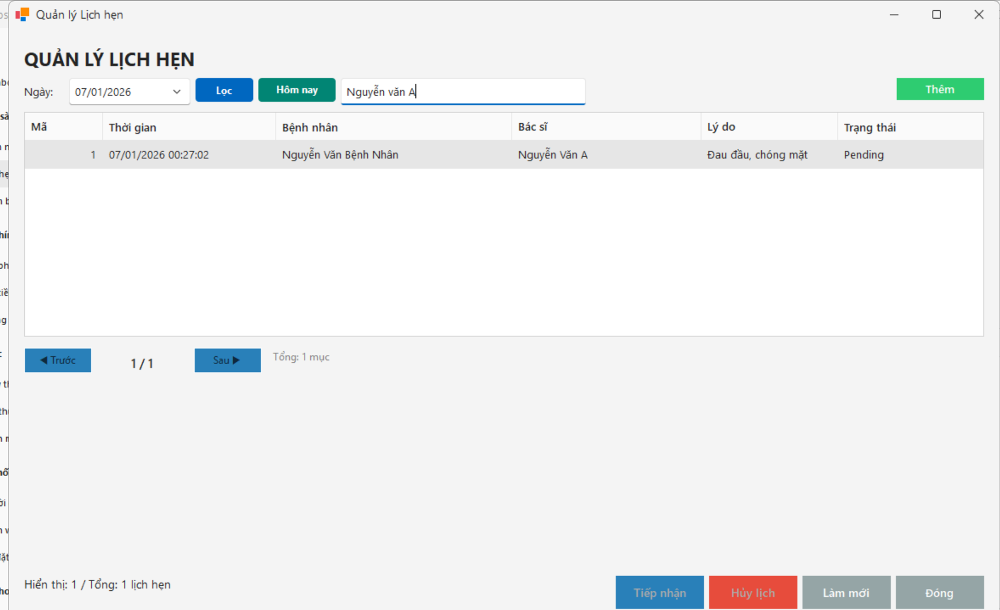 Quản lý Lịch hẹn
QUẢN LÝ LỊCH HẸN
Ngày: 07/01/2026 Lọc Hôm nay Nguyễn văn A Thêm
Mã Thời gian Bệnh nhân Bác sĩ Lý do Trạng thái
1 07/01/2026 00:27:02 Nguyễn Văn Bệnh Nhân Nguyễn Văn A Đau đầu, chóng mặt Pending
◀ Trước 1 / 1 Sau ▶ Tổng: 1 mục
Hiển thị: 1 / Tổng: 1 lịch hẹn Tiếp nhận Hủy lịch Làm mới Đóng